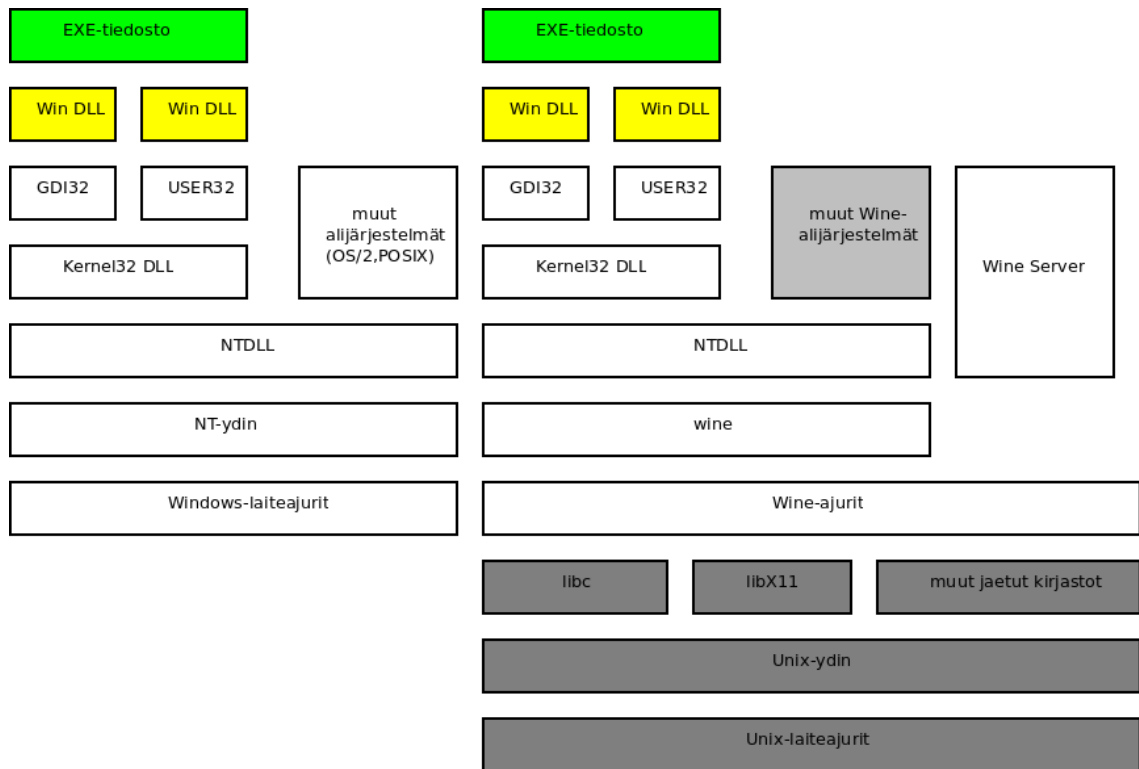 EXE-tiedosto
EXE-tiedosto
Win DLL
Win DLL
Win DLL
Win DLL
GDI32
USER32
muut
alijärjestelmät
(OS/2,POSIX)
GDI32
USER32
muut Wine-
alijärjestelmät
Kernel32 DLL
Kernel32 DLL
Wine Server
NTDLL
NTDLL
NT-ydin
wine
Windows-laiteajurit
Wine-ajurit
libc
libX11
muut jaetut kirjastot
Unix-ydin
Unix-laiteajurit